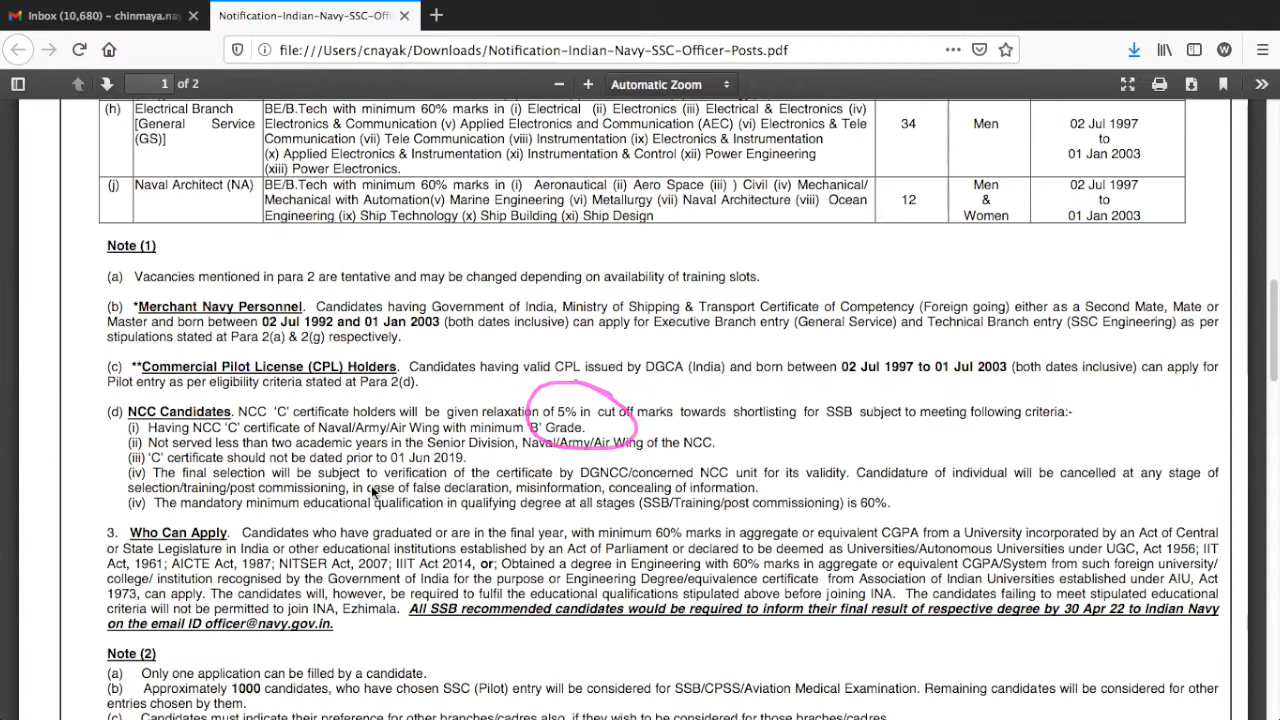 Inbox (10,680) – chinmaya.nay
Notification-Indian-Navy-SSC-Offi
file:///Users/cnayak/Downloads/Notification-Indian-Navy-SSC-Officer-Posts.pdf
W
1 of 2
Automatic Zoom
(h) Electrical Branch [General Service (GS)]
BE/B.Tech with minimum 60% marks in (i) Electrical (ii) Electronics (iii) Electrical & Electronics (iv)
Electronics & Communication (v) Applied Electronics and Communication (AEC) (vi) Electronics & Tele
Communication (vii) Tele Communication (viii) Instrumentation (ix) Electronics & Instrumentation
(x) Applied Electronics & Instrumentation (xi) Instrumentation & Control (xii) Power Engineering
(xiii) Power Electronics.
34
Men
02 Jul 1997
to
01 Jan 2003
(j) Naval Architect (NA)
BE/B.Tech with minimum 60% marks in (i) Aeronautical (ii) Aero Space (iii) ) Civil (iv) Mechanical/
Mechanical with Automation(v) Marine Engineering (vi) Metallurgy (vii) Naval Architecture (viii) Ocean
Engineering (ix) Ship Technology (x) Ship Building (xi) Ship Design
12
Men
&
Women
02 Jul 1997
to
01 Jan 2003
Note (1)
(a) Vacancies mentioned in para 2 are tentative and may be changed depending on availability of training slots.
(b) *Merchant Navy Personnel. Candidates having Government of India, Ministry of Shipping & Transport Certificate of Competency (Foreign going) either as a Second Mate, Mate or
Master and born between 02 Jul 1992 and 01 Jan 2003 (both dates inclusive) can apply for Executive Branch entry (General Service) and Technical Branch entry (SSC Engineering) as per
stipulations stated at Para 2(a) & 2(g) respectively.
(c) **Commercial Pilot License (CPL) Holders. Candidates having valid CPL issued by DGCA (India) and born between 02 Jul 1997 to 01 Jul 2003 (both dates inclusive) can apply for
Pilot entry as per eligibility criteria stated at Para 2(d).
(d) NCC Candidates. NCC 'C' certificate holders will be given relaxation of 5% in cut off marks towards shortlisting for SSB subject to meeting following criteria:-
(i) Having NCC 'C' certificate of Naval/Army/Air Wing with minimum 'B' Grade.
(ii) Not served less than two academic years in the Senior Division, Naval/Army/Air Wing of the NCC.
(iii) 'C' certificate should not be dated prior to 01 Jun 2019.
(iv) The final selection will be subject to verification of the certificate by DGNCC/concerned NCC unit for its validity. Candidature of individual will be cancelled at any stage of
selection/training/post commissioning, in case of false declaration, misinformation, concealing of information.
(iv) The mandatory minimum educational qualification in qualifying degree at all stages (SSB/Training/post commissioning) is 60%.
3. Who Can Apply. Candidates who have graduated or are in the final year, with minimum 60% marks in aggregate or equivalent CGPA from a University incorporated by an Act of Central
or State Legislature in India or other educational institutions established by an Act of Parliament or declared to be deemed as Universities/Autonomous Universities under UGC, Act 1956; IIT
Act, 1961; AICTE Act, 1987; NITSER Act, 2007; IIIT Act 2014, or; Obtained a degree in Engineering with 60% marks in aggregate or equivalent CGPA/System from such foreign university/
college/ institution recognised by the Government of India for the purpose or Engineering Degree/equivalence certificate from Association of Indian Universities established under AIU, Act
1973, can apply. The candidates will, however, be required to fulfil the educational qualifications stipulated above before joining INA. The candidates failing to meet stipulated educational
criteria will not be permitted to join INA, Ezhimala. All SSB recommended candidates would be required to inform their final result of respective degree by 30 Apr 22 to Indian Navy
on the email ID officer@navy.gov.in.
Note (2)
(a) Only one application can be filled by a candidate.
(b) Approximately 1000 candidates, who have chosen SSC (Pilot) entry will be considered for SSB/CPSS/Aviation Medical Examination. Remaining candidates will be considered for other
entries chosen by them.
(c) Candidates must indicate their preference for other branches/cadres also, if they wish to be considered for those braches/cadres.